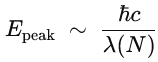 E_peak ∼ ℏc / λ(N)